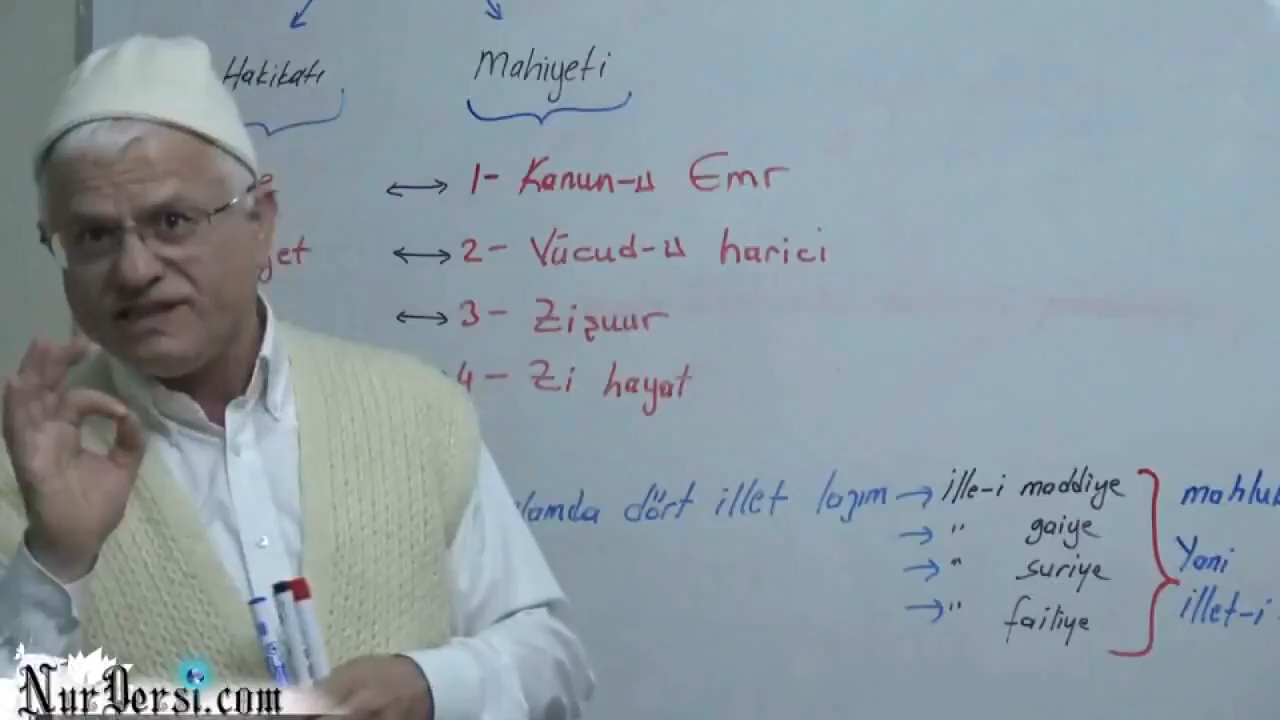 Hakikatı Mahiyeti
↔ 1- Kanun-u Emr
↔ 2- Vücud-u harici
↔ 3- Zişuur
4- Zi hayat
dört illet lazım → ille-i maddiye
→ " gaiye
→ " suriye
→ " failiye
Yani
illet-i
NurDersi.com